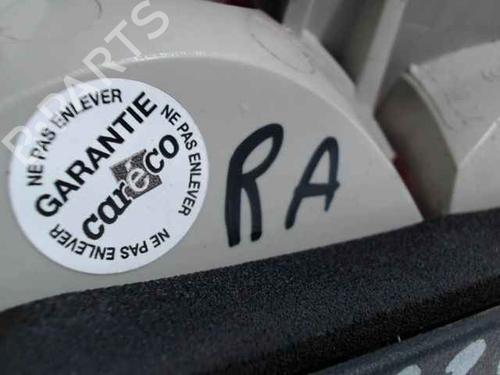 NE PAS ENLEVER
NE PAS ENLEVER
NE PAS ENLEVER
GARANTIE
careco
RA
B-PARTS